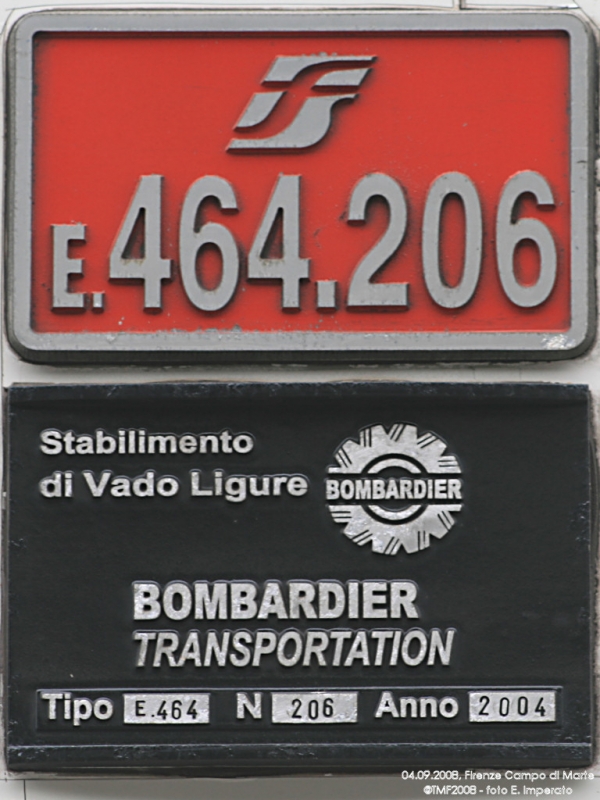 E.464.206
Stabilimento
di Vado Ligure
BOMBARDIER
BOMBARDIER
TRANSPORTATION
Tipo E.464 N 206 Anno 2004
04.09.2008, Firenze Campo di Marte
©TMF2008 - foto E. Imperato